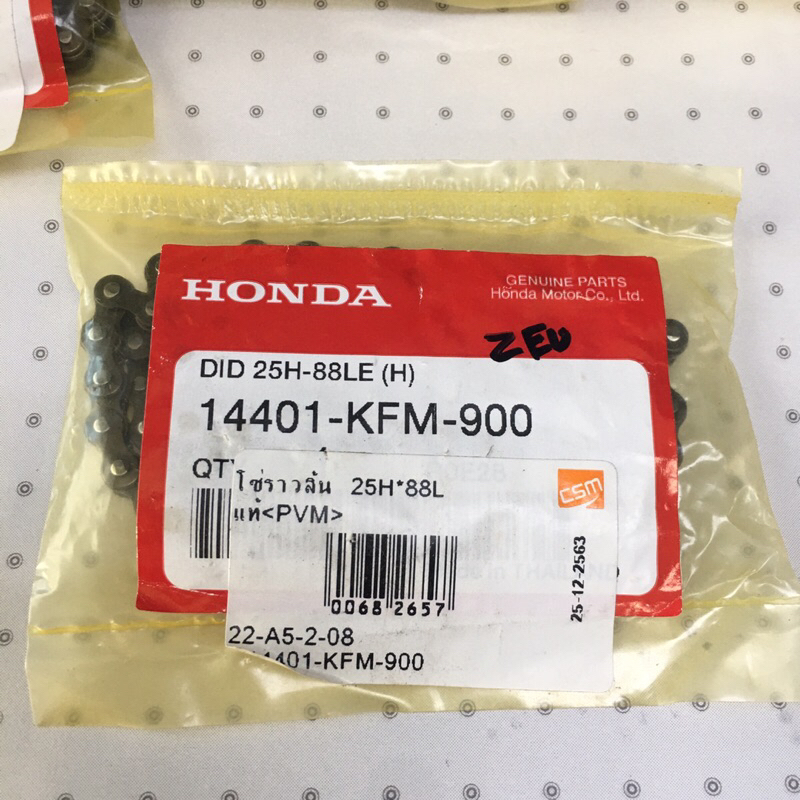 HONDA
GENUINE PARTS
Honda Motor Co., Ltd.
ZEU
DID 25H-88LE (H)
14401-KFM-900
QTY
โซ่ราวลิ้น 25H*88L
แท้<PVM>
csm
0068 2657
25-12-2563
22-A5-2-08
14401-KFM-900